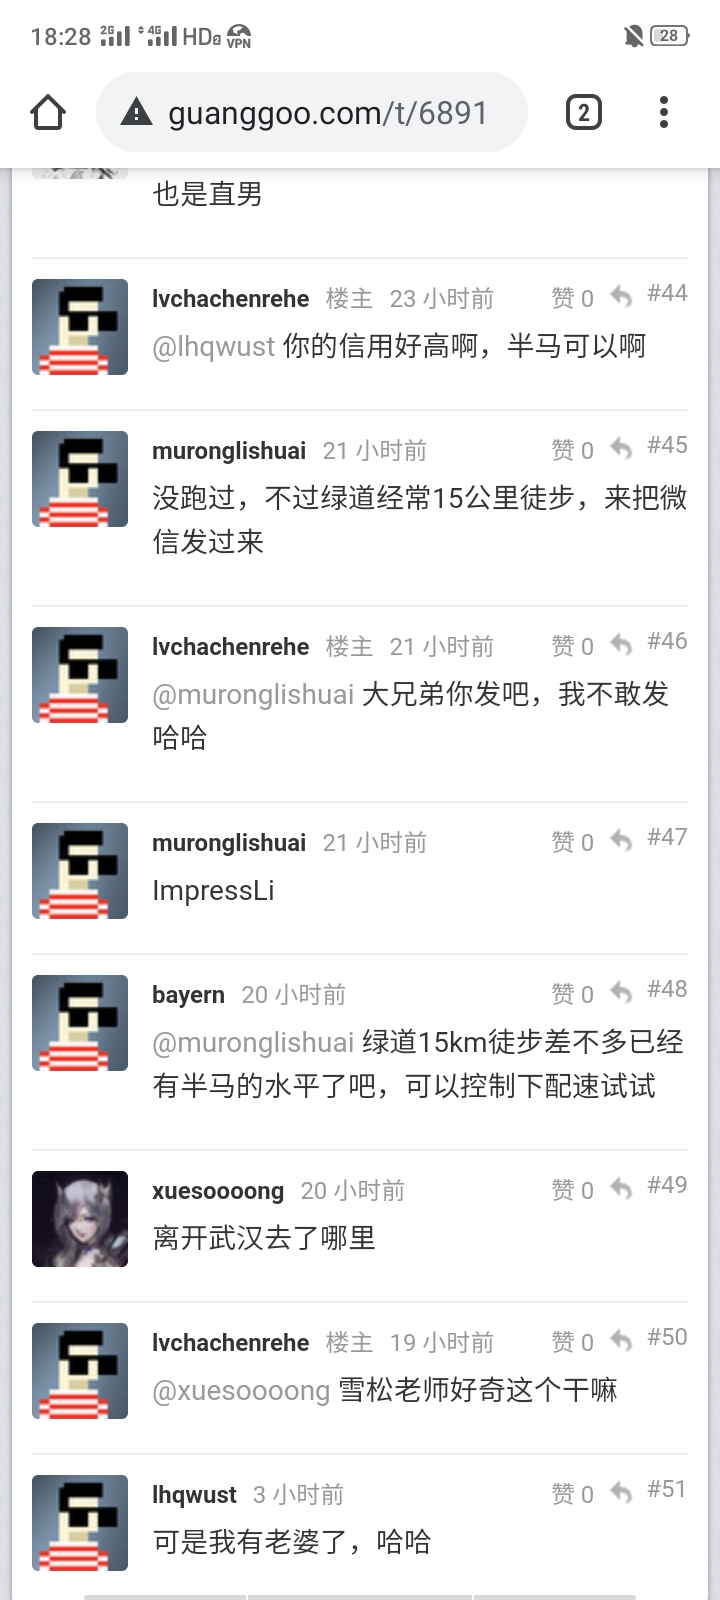 18:28 2G 4G HD2 VPN 28
guanggoo.com/t/6891 2
也是直男
lvchachenrehe 楼主 23 小时前 赞 0 #44
@lhqwust 你的信用好高啊，半马可以啊
muronglishuai 21 小时前 赞 0 #45
没跑过，不过绿道经常15公里徒步，来把微
信发过来
lvchachenrehe 楼主 21 小时前 赞 0 #46
@muronglishuai 大兄弟你发吧，我不敢发
哈哈
muronglishuai 21 小时前 赞 0 #47
ImpressLi
bayern 20 小时前 赞 0 #48
@muronglishuai 绿道15km徒步差不多已经
有半马的水平了吧，可以控制下配速试试
xuesoooong 20 小时前 赞 0 #49
离开武汉去了哪里
lvchachenrehe 楼主 19 小时前 赞 0 #50
@xuesoooong 雪松老师好奇这个干嘛
lhqwust 3 小时前 赞 0 #51
可是我有老婆了，哈哈